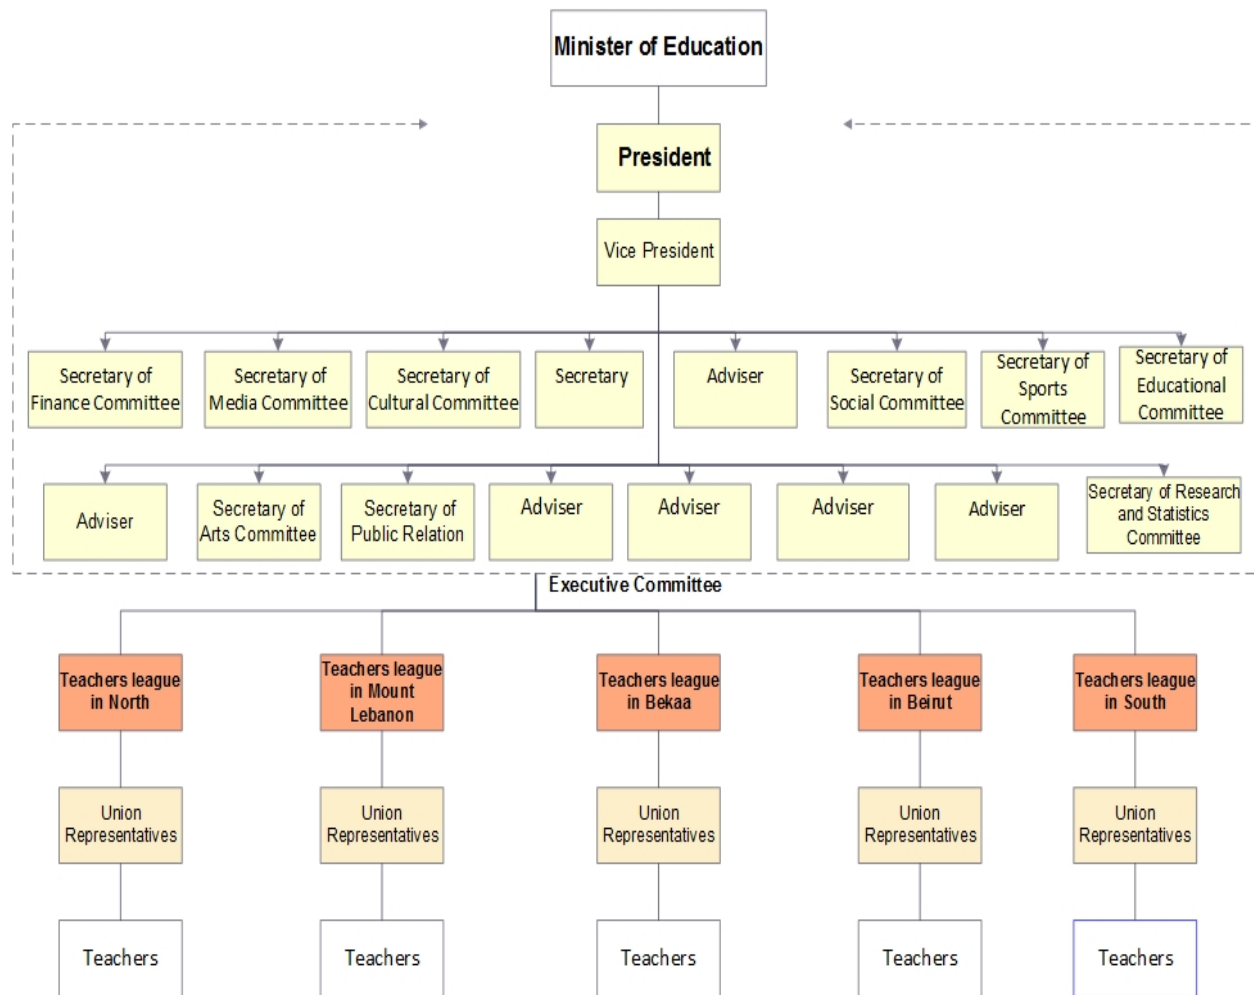 Minister of Education
President
Vice President
Secretary of
Finance Committee
Secretary of
Media Committee
Secretary of
Cultural Committee
Secretary
Adviser
Secretary of
Social Committee
Secretary of
Sports
Committee
Secretary of
Educational
Committee
Adviser
Secretary of
Arts Committee
Secretary of
Public Relation
Adviser
Adviser
Adviser
Adviser
Secretary of Research
and Statistics
Committee
Executive Committee
Teachers league
in North
Teachers league
in Mount
Lebanon
Teachers league
in Bekaa
Teachers league
in Beirut
Teachers league
in South
Union
Representatives
Union
Representatives
Union
Representatives
Union
Representatives
Union
Representatives
Teachers
Teachers
Teachers
Teachers
Teachers